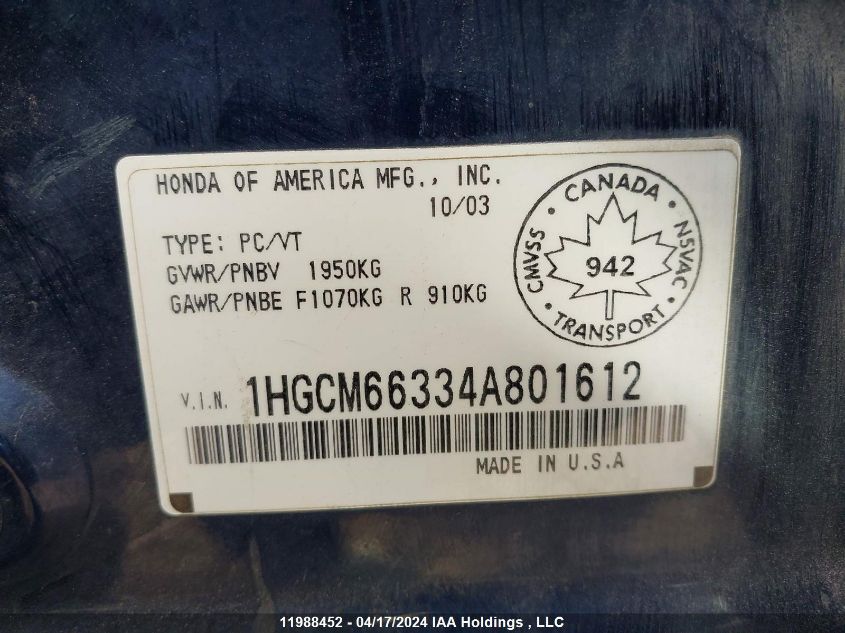 HONDA OF AMERICA MFG., INC.
10/03
TYPE: PC/VT
GVWR/PNBV 1950KG
GAWR/PNBE F1070KG R 910KG
CANADA
CMVSS
942
NSVAC
TRANSPORT
V.I.N. 1HGCM66334A801612
MADE IN U.S.A
11988452 - 04/17/2024 IAA Holdings , LLC